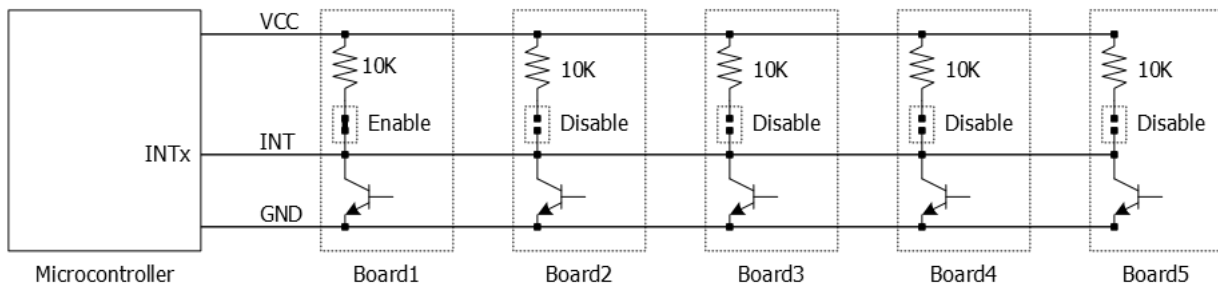 VCC
10K 10K 10K 10K 10K
Enable Disable Disable Disable Disable
INTx INT
GND
Microcontroller Board1 Board2 Board3 Board4 Board5